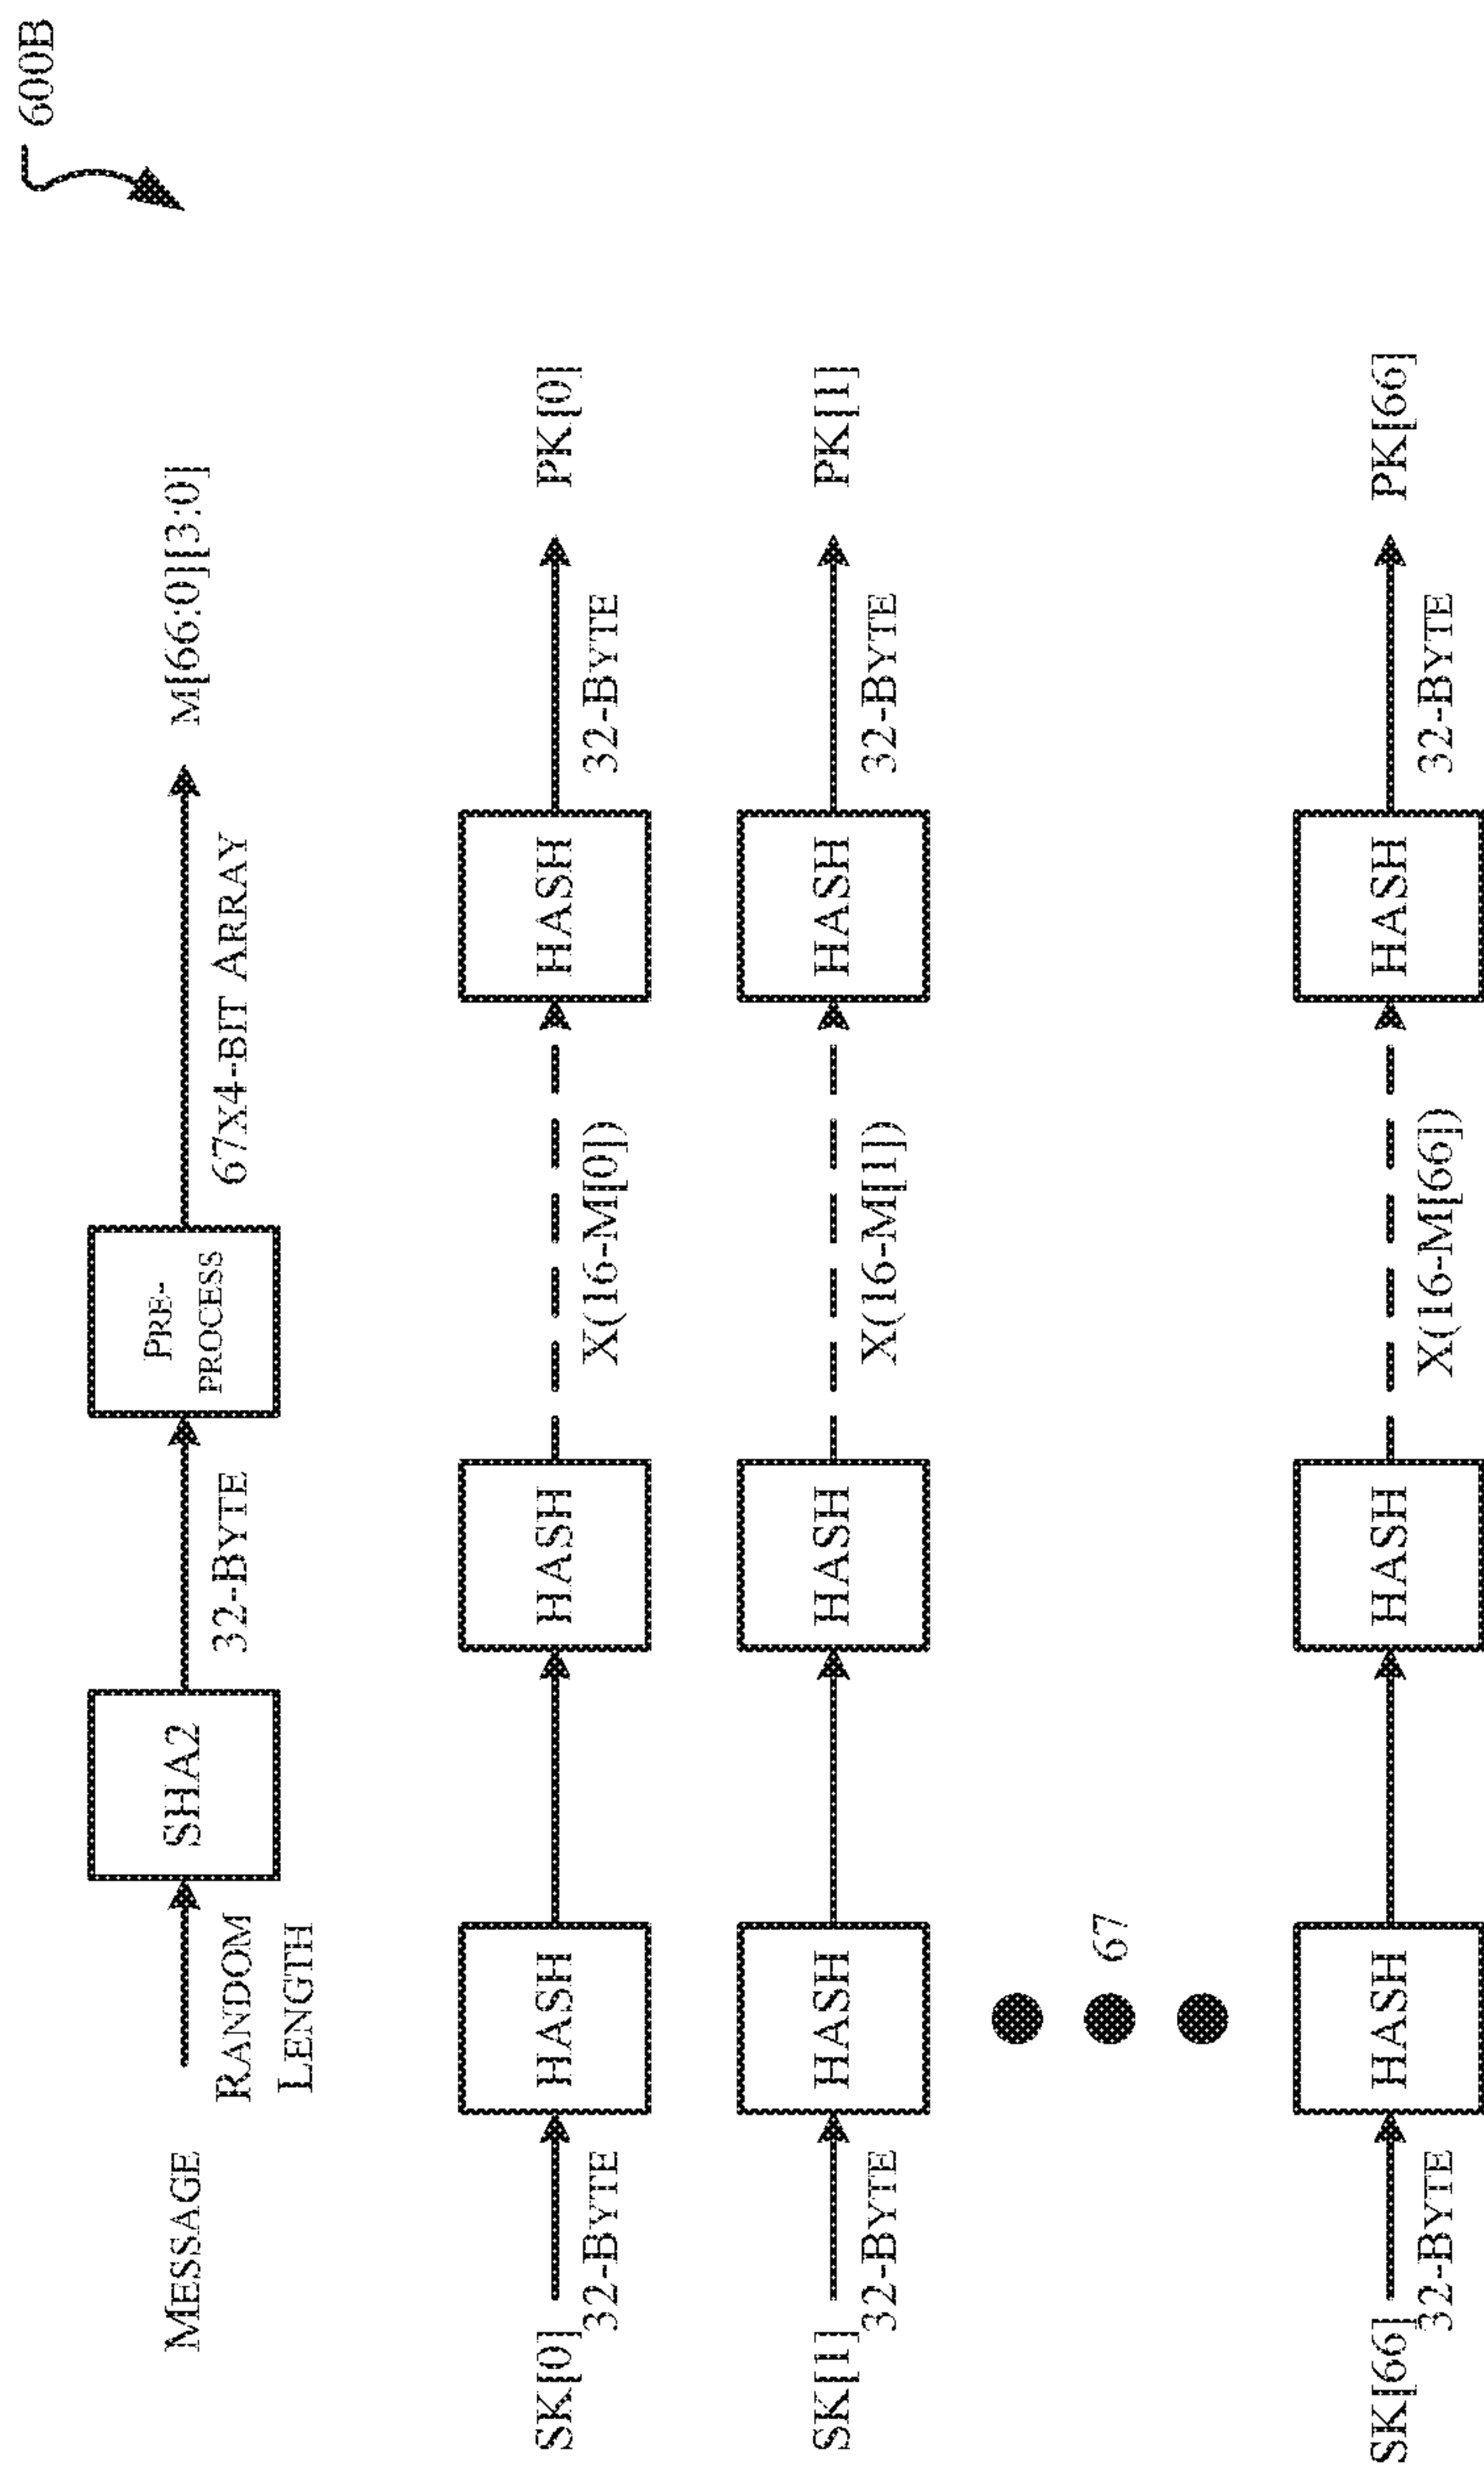 600B
MESSAGE
RANDOM
LENGTH
SHA2
32-BYTE
PRE-
PROCESS
67X4-BIT ARRAY
M[66:0][3:0]
SK[0]
32-BYTE
HASH
HASH
X(16-M[0])
HASH
32-BYTE
PK[0]
SK[1]
32-BYTE
HASH
HASH
X(16-M[1])
HASH
32-BYTE
PK[1]
67
SK[66]
32-BYTE
HASH
HASH
X(16-M[66])
HASH
32-BYTE
PK[66]